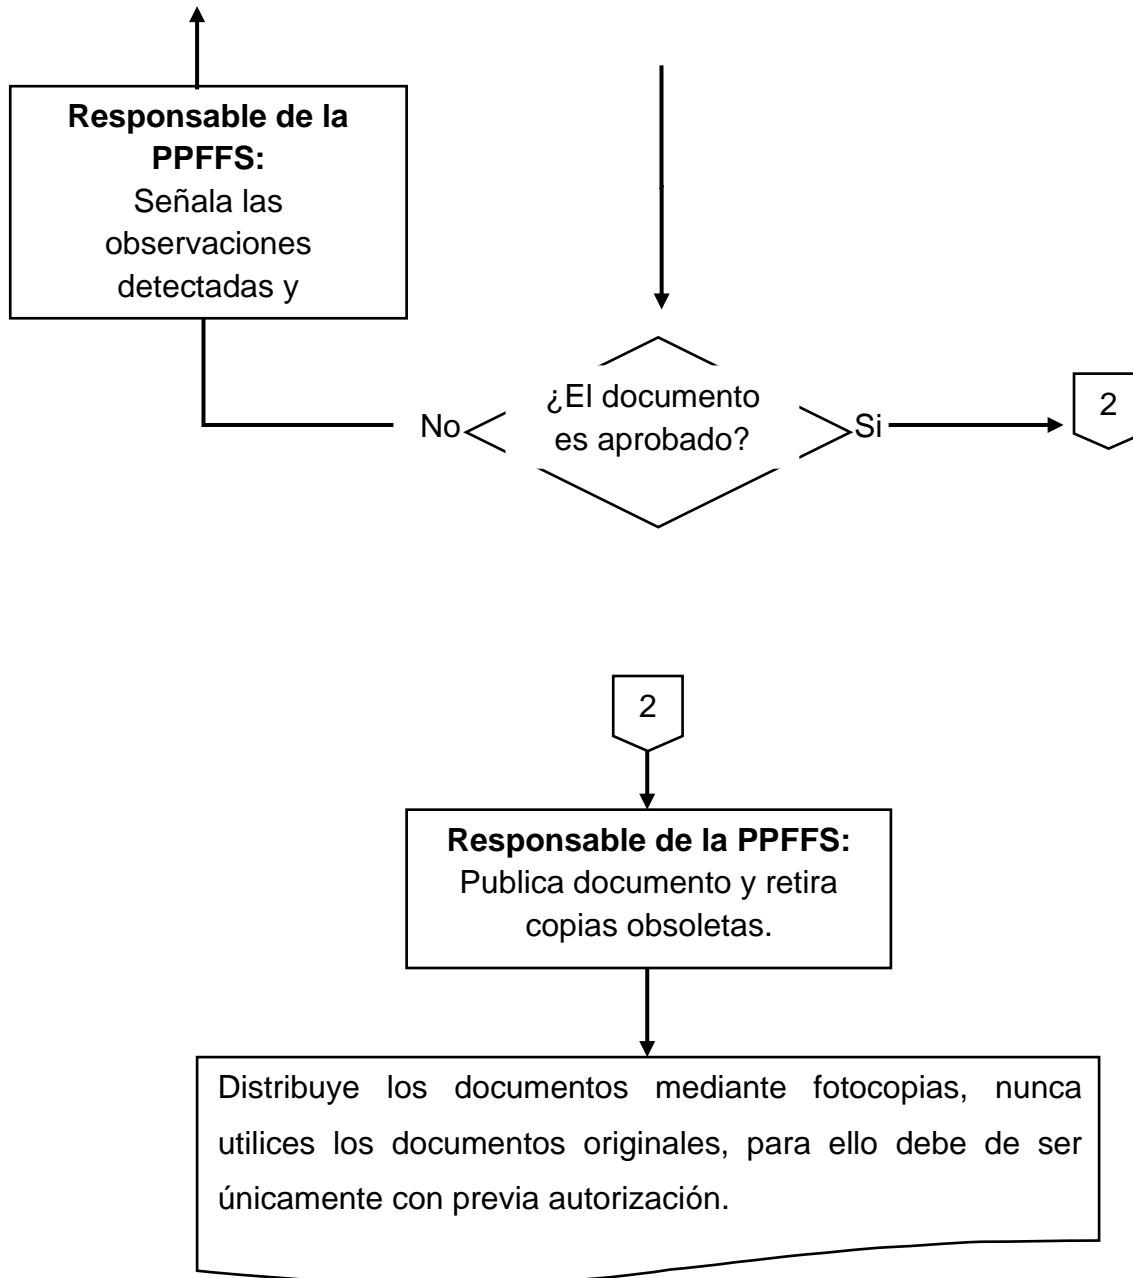 Responsable de la
PPFFS:
Señala las
observaciones
detectadas y
¿El documento
es aprobado?
No
Si
2
2
Responsable de la PPFFS:
Publica documento y retira
copias obsoletas.
Distribuye los documentos mediante fotocopias, nunca
utilices los documentos originales, para ello debe de ser
únicamente con previa autorización.